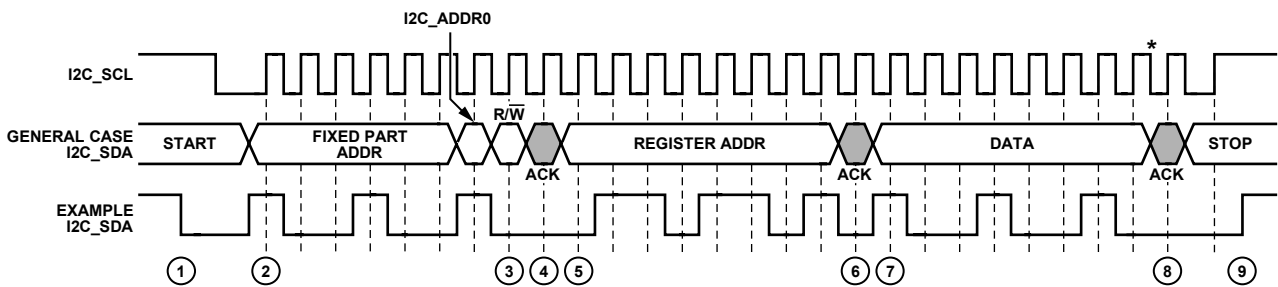 I2C_ADDR0
*
I2C_SCL
R/W̅
GENERAL CASE
I2C_SDA
START
FIXED PART
ADDR
REGISTER ADDR
DATA
STOP
ACK
ACK
ACK
EXAMPLE
I2C_SDA
1 2 3 4 5 6 7 8 9